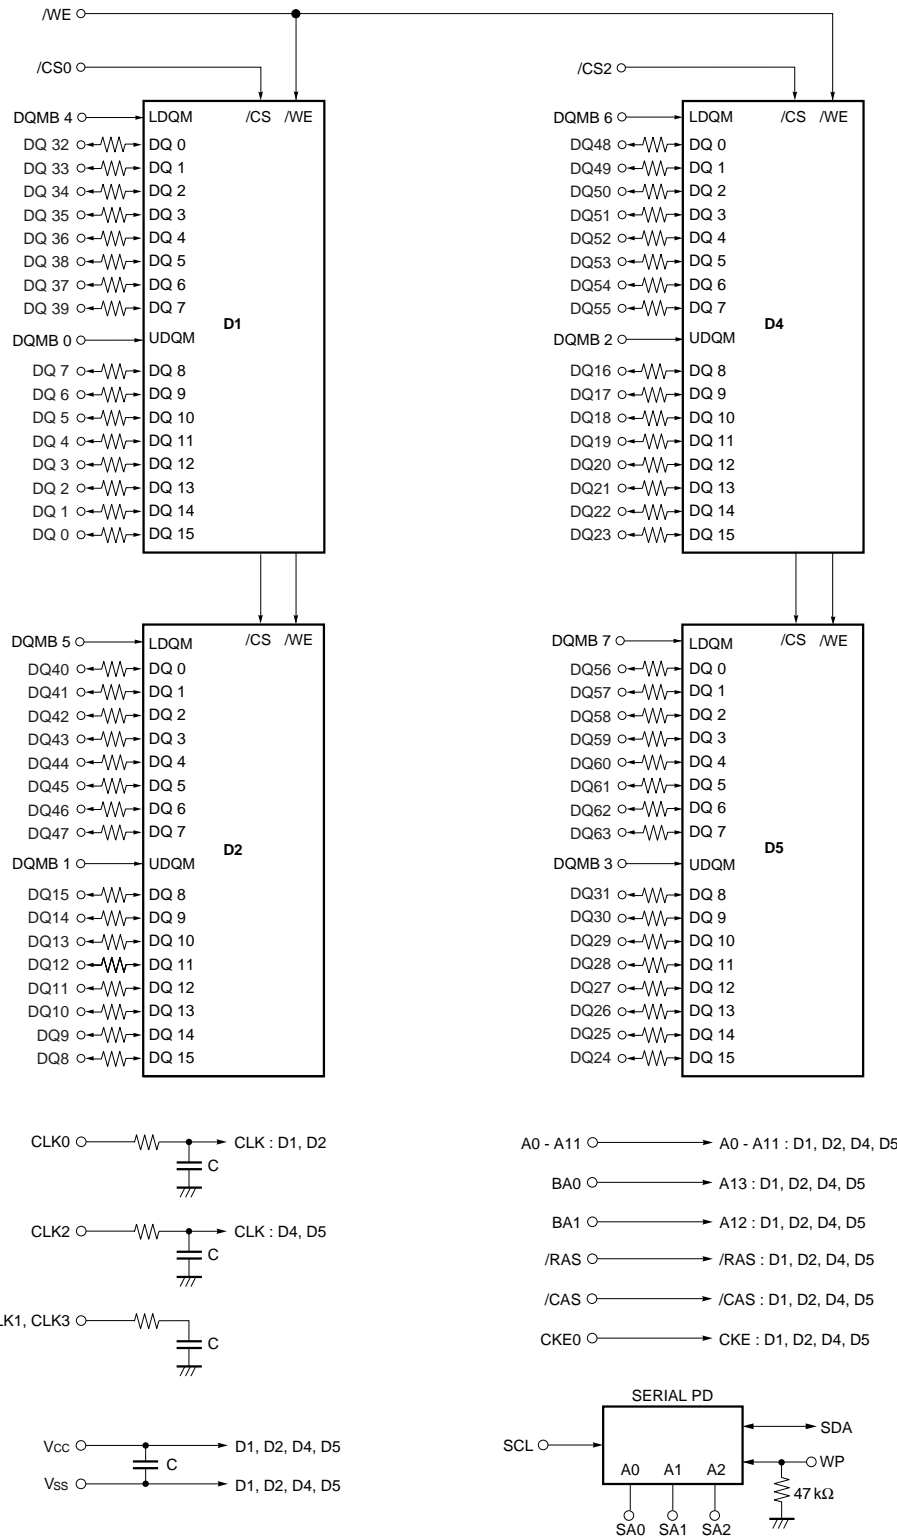 /WE
/CS0
/CS2
DQMB 4 LDQM /CS /WE
DQ 32 DQ 0
DQ 33 DQ 1
DQ 34 DQ 2
DQ 35 DQ 3
DQ 36 DQ 4
DQ 38 DQ 5
DQ 37 DQ 6
DQ 39 DQ 7
D1
DQMB 0 UDQM
DQ 7 DQ 8
DQ 6 DQ 9
DQ 5 DQ 10
DQ 4 DQ 11
DQ 3 DQ 12
DQ 2 DQ 13
DQ 1 DQ 14
DQ 0 DQ 15
DQMB 6 LDQM /CS /WE
DQ48 DQ 0
DQ49 DQ 1
DQ50 DQ 2
DQ51 DQ 3
DQ52 DQ 4
DQ53 DQ 5
DQ54 DQ 6
DQ55 DQ 7
D4
DQMB 2 UDQM
DQ16 DQ 8
DQ17 DQ 9
DQ18 DQ 10
DQ19 DQ 11
DQ20 DQ 12
DQ21 DQ 13
DQ22 DQ 14
DQ23 DQ 15
DQMB 5 LDQM /CS /WE
DQ40 DQ 0
DQ41 DQ 1
DQ42 DQ 2
DQ43 DQ 3
DQ44 DQ 4
DQ45 DQ 5
DQ46 DQ 6
DQ47 DQ 7
D2
DQMB 1 UDQM
DQ15 DQ 8
DQ14 DQ 9
DQ13 DQ 10
DQ12 DQ 11
DQ11 DQ 12
DQ10 DQ 13
DQ9 DQ 14
DQ8 DQ 15
DQMB 7 LDQM /CS /WE
DQ56 DQ 0
DQ57 DQ 1
DQ58 DQ 2
DQ59 DQ 3
DQ60 DQ 4
DQ61 DQ 5
DQ62 DQ 6
DQ63 DQ 7
D5
DQMB 3 UDQM
DQ31 DQ 8
DQ30 DQ 9
DQ29 DQ 10
DQ28 DQ 11
DQ27 DQ 12
DQ26 DQ 13
DQ25 DQ 14
DQ24 DQ 15
CLK0 CLK : D1, D2
C
CLK2 CLK : D4, D5
C
LK1, CLK3
C
Vcc D1, D2, D4, D5
C
Vss D1, D2, D4, D5
A0 - A11 A0 - A11 : D1, D2, D4, D5
BA0 A13 : D1, D2, D4, D5
BA1 A12 : D1, D2, D4, D5
/RAS /RAS : D1, D2, D4, D5
/CAS /CAS : D1, D2, D4, D5
CKE0 CKE : D1, D2, D4, D5
SERIAL PD
SDA
SCL
WP
A0 A1 A2
47 kΩ
SA0 SA1 SA2